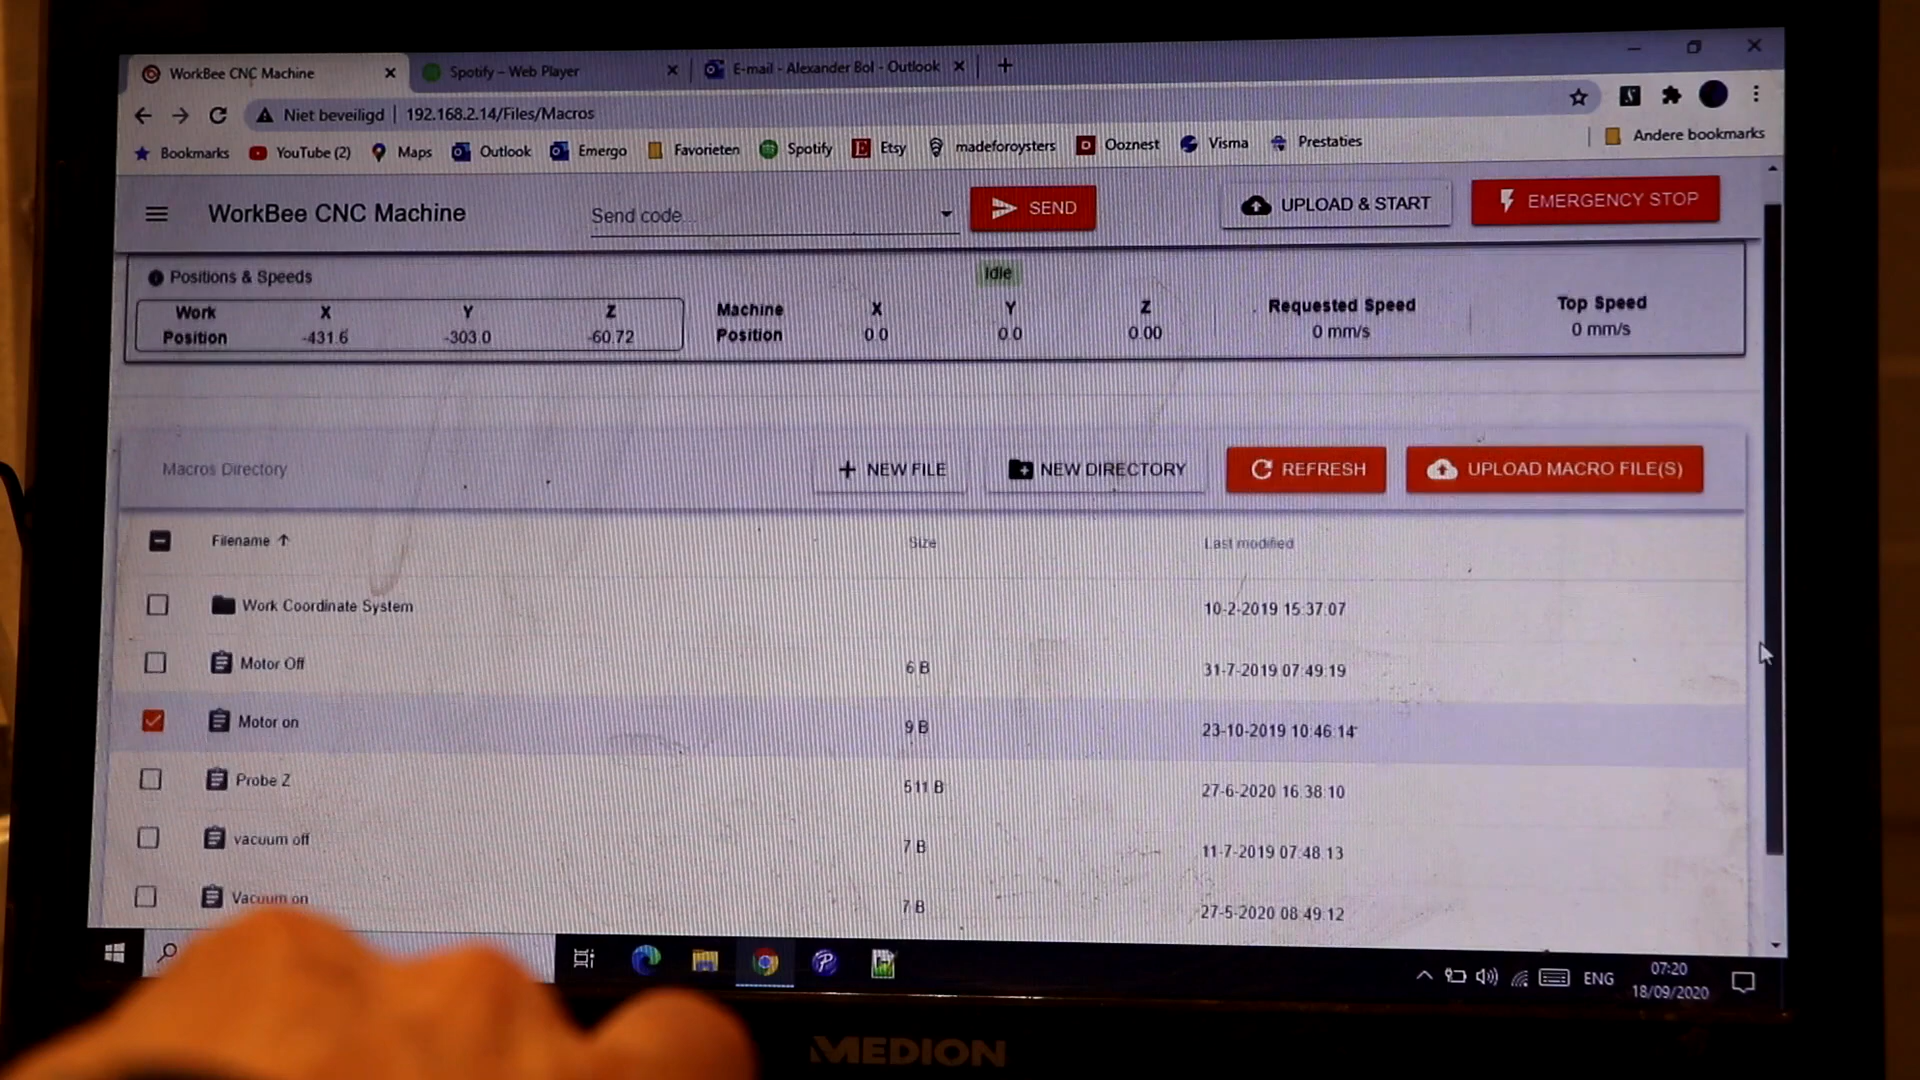 WorkBee CNC Machine
Spotify – Web Player
E-mail - Alexander Bol - Outlook
Niet beveiligd | 192.168.2.14/Files/Macros
Bookmarks YouTube (2) Maps Outlook Emergo Favorieten Spotify Etsy madeforoysters Ooznest Visma Prestaties Andere bookmarks
WorkBee CNC Machine Send code... SEND UPLOAD & START EMERGENCY STOP
Positions & Speeds Idle
Work X Y Z Machine X Y Z Requested Speed Top Speed
Position -431.6 -303.0 -60.72 Position 0.0 0.0 0.00 0 mm/s 0 mm/s
Macros Directory NEW FILE NEW DIRECTORY REFRESH UPLOAD MACRO FILE(S)
Filename Size Last modified
Work Coordinate System 10-2-2019 15:37:07
Motor Off 6 B 31-7-2019 07:49:19
Motor on 9 B 23-10-2019 10:46:14
Probe Z 511 B 27-6-2020 16:38:10
vacuum off 7 B 11-7-2019 07:48:13
Vacuum on 7 B 27-5-2020 08:49:12
ENG 07:20
18/09/2020
MEDION